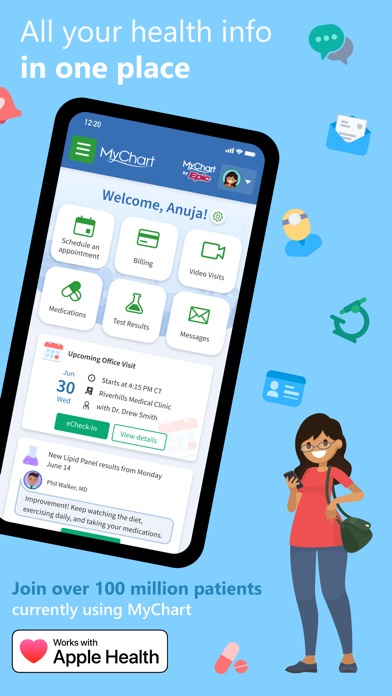 All your health info
in one place
12:20
MyChart
MyChart
by Epic
Welcome, Anuja!
Schedule an
appointment
Billing
Video Visits
Medications
Test Results
Messages
Upcoming Office Visit
Jun
30
Wed
Starts at 4:15 PM CT
Riverhills Medical Clinic
with Dr. Drew Smith
eCheck-In
View details
New Lipid Panel results from Monday
June 14
Phil Walker, MD
Improvement! Keep watching the diet,
exercising daily, and taking your medications.
Join over 100 million patients
currently using MyChart
Works with
Apple Health